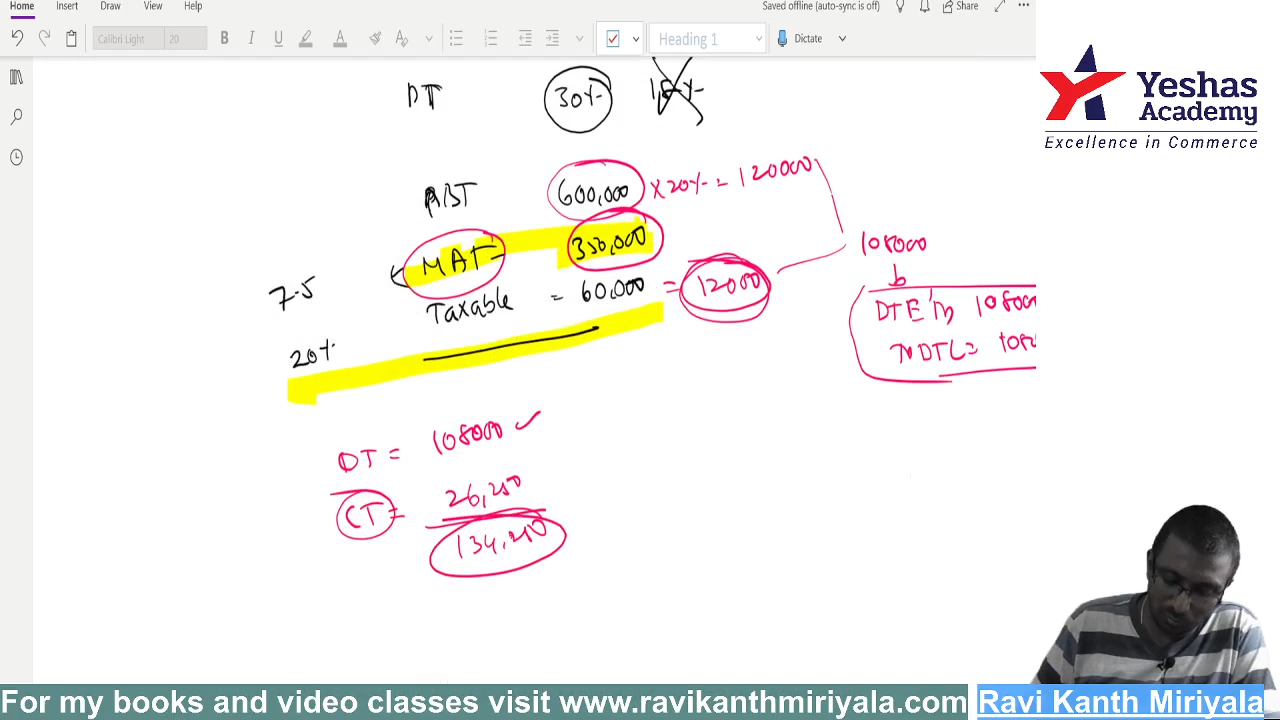 Home Insert Draw View Help Saved offline (auto-sync is off) Share
Calibri Light 20 B I U A Heading 1 Dictate
DT 30%
ABT 600,000 x 20% = 120000
108000
MAT 350,000
7.5 Taxable = 60,000 = 12000
DTE 108000
DTL = 108
20%
DT = 108000 ✓
CT = 26,250
134,250
Yeshas
Academy
Excellence in Commerce
For my books and video classes visit www.ravikanthmiriyala.com Ravi Kanth Miriyala